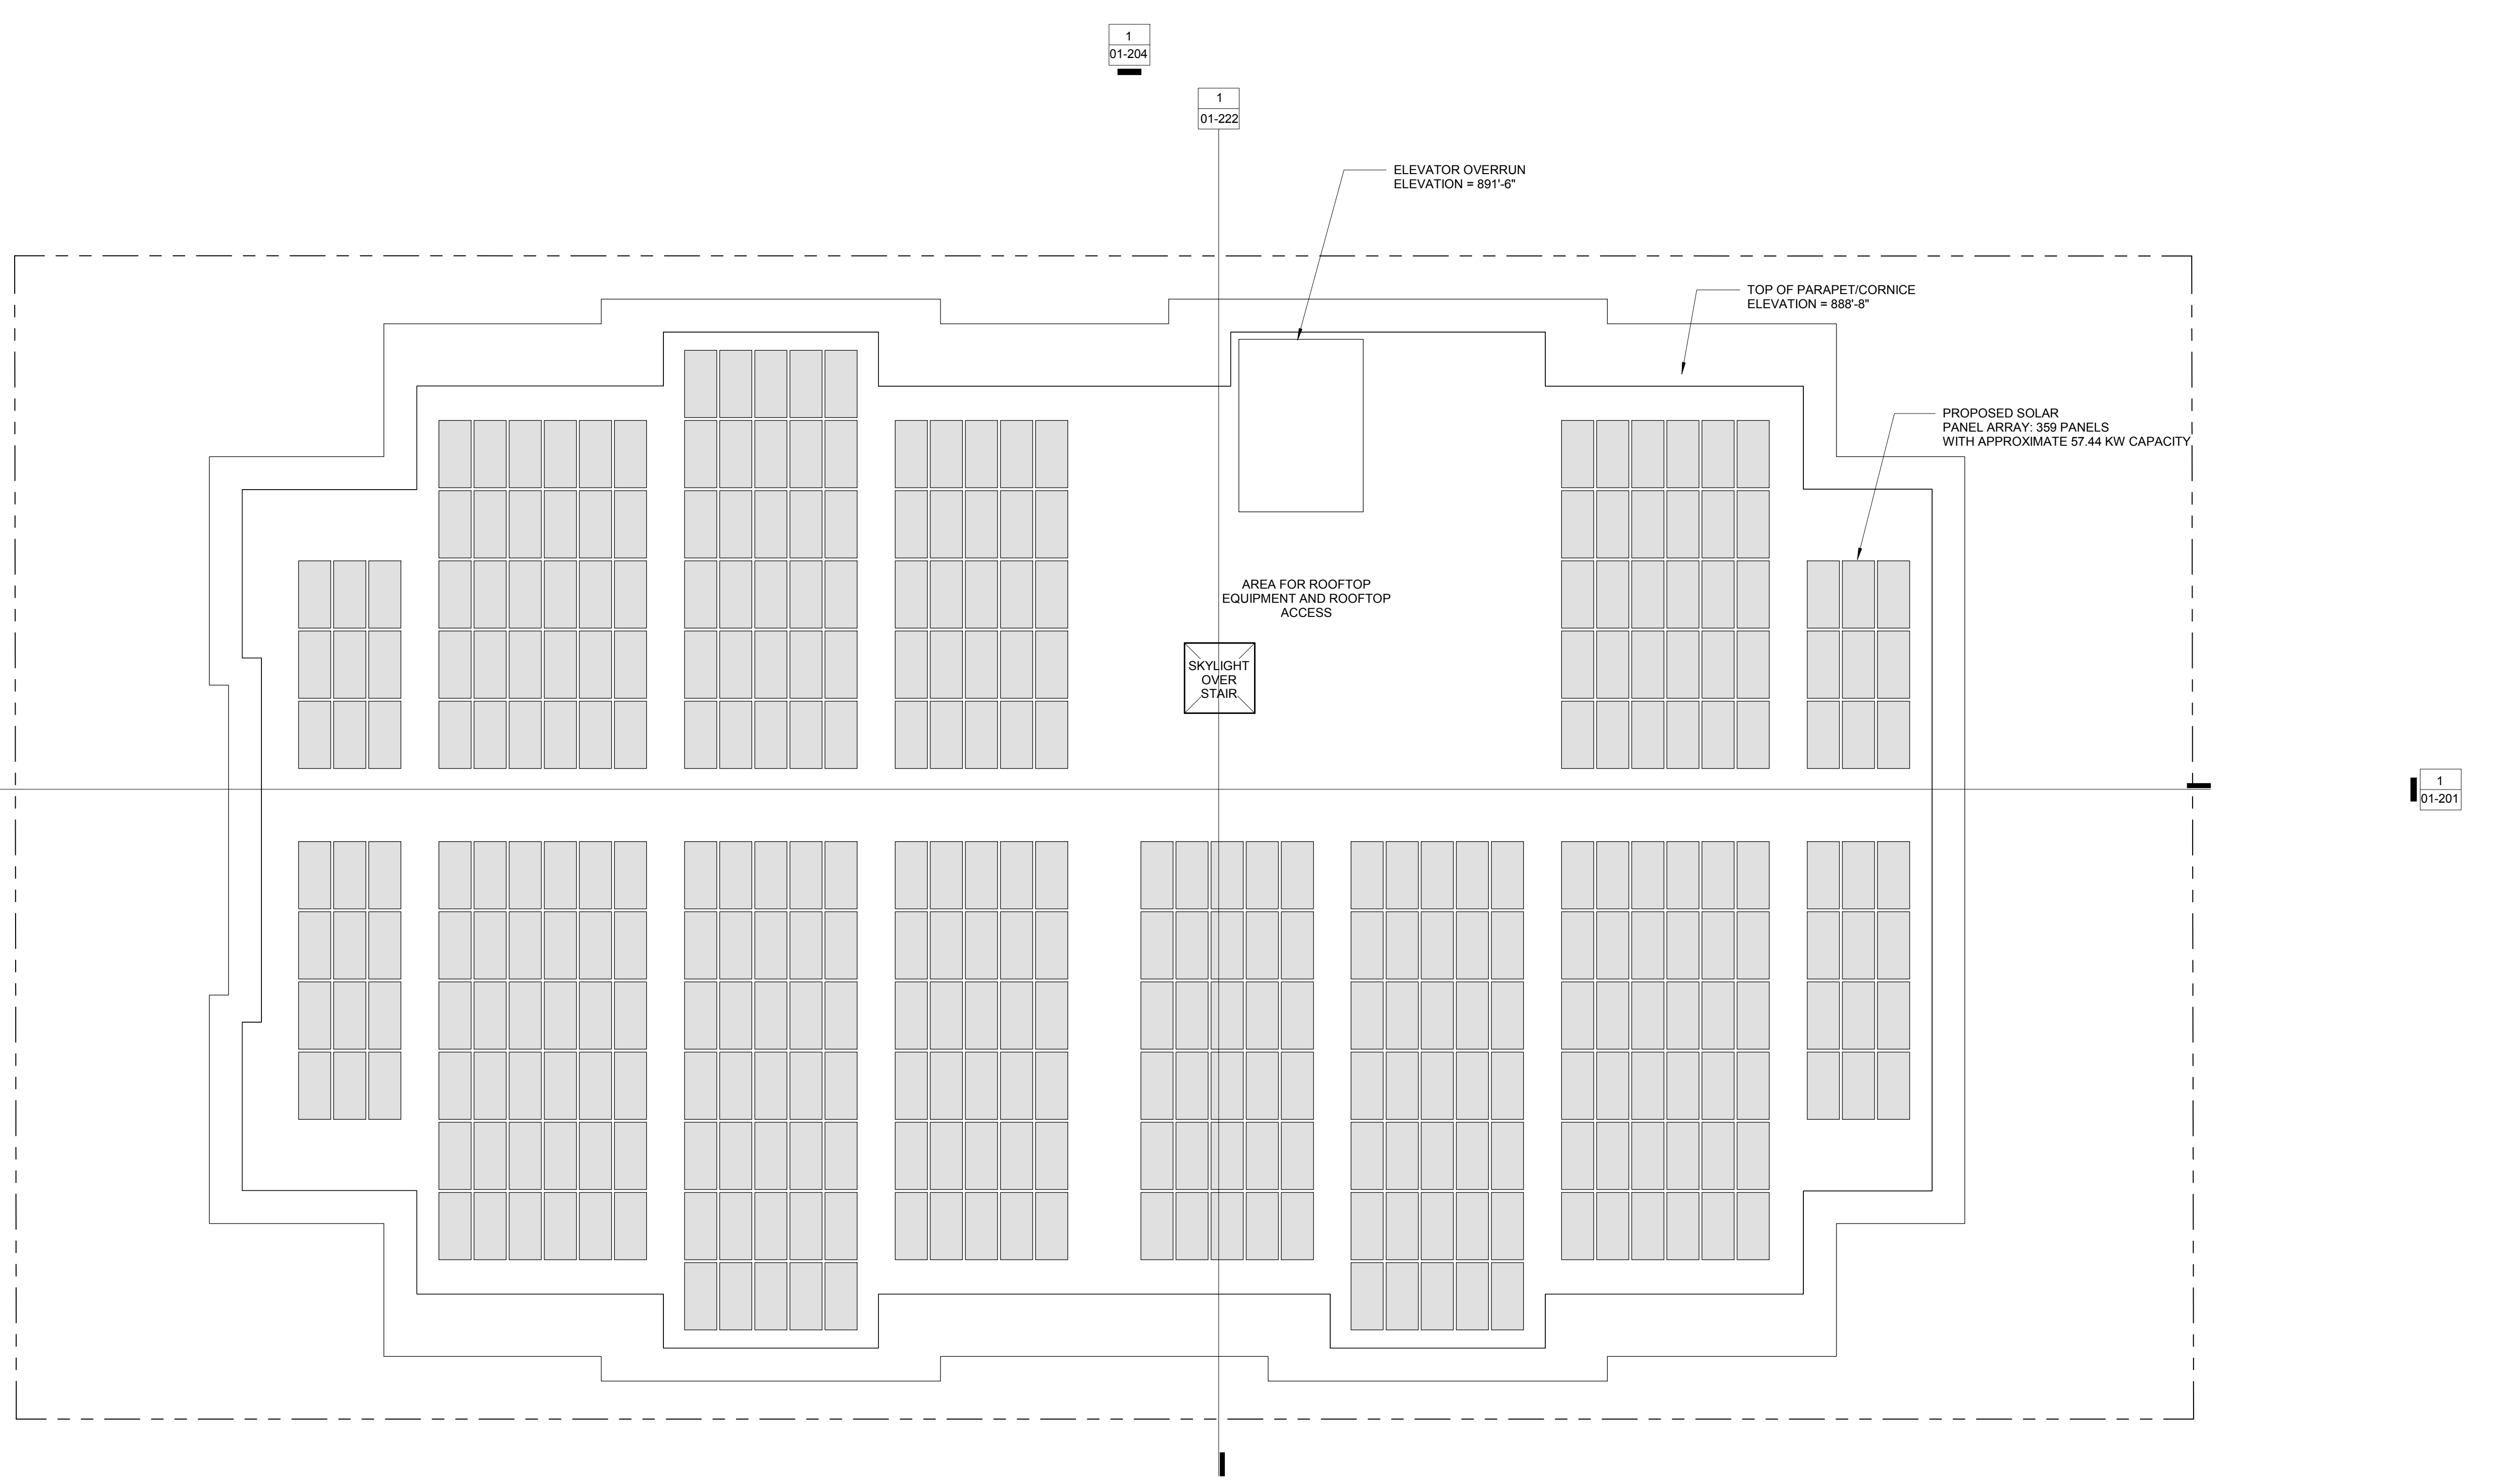 1
01-204
1
01-222
ELEVATOR OVERRUN
ELEVATION = 891'-6"
TOP OF PARAPET/CORNICE
ELEVATION = 888'-8"
PROPOSED SOLAR
PANEL ARRAY: 359 PANELS
WITH APPROXIMATE 57.44 KW CAPACITY
AREA FOR ROOFTOP
EQUIPMENT AND ROOFTOP
ACCESS
SKYLIGHT
OVER
STAIR
1
01-201